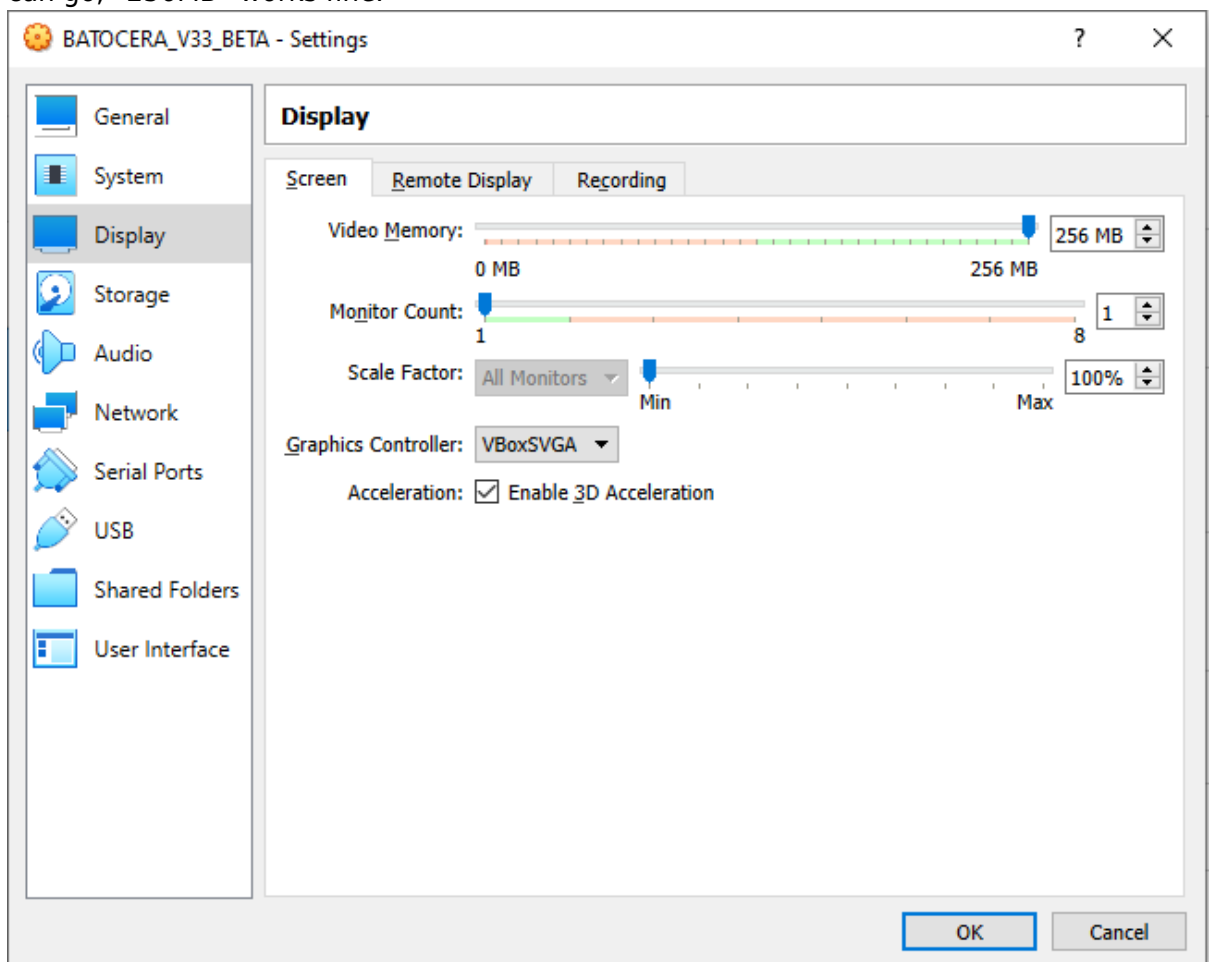 BATOCERA_V33_BETA - Settings ? ×
General
System
Display
Storage
Audio
Network
Serial Ports
USB
Shared Folders
User Interface
Display
Screen Remote Display Recording
Video Memory: 256 MB
0 MB 256 MB
Monitor Count: 1
1 8
Scale Factor: All Monitors 100%
Min Max
Graphics Controller: VBoxSVGA
Acceleration: Enable 3D Acceleration
OK Cancel